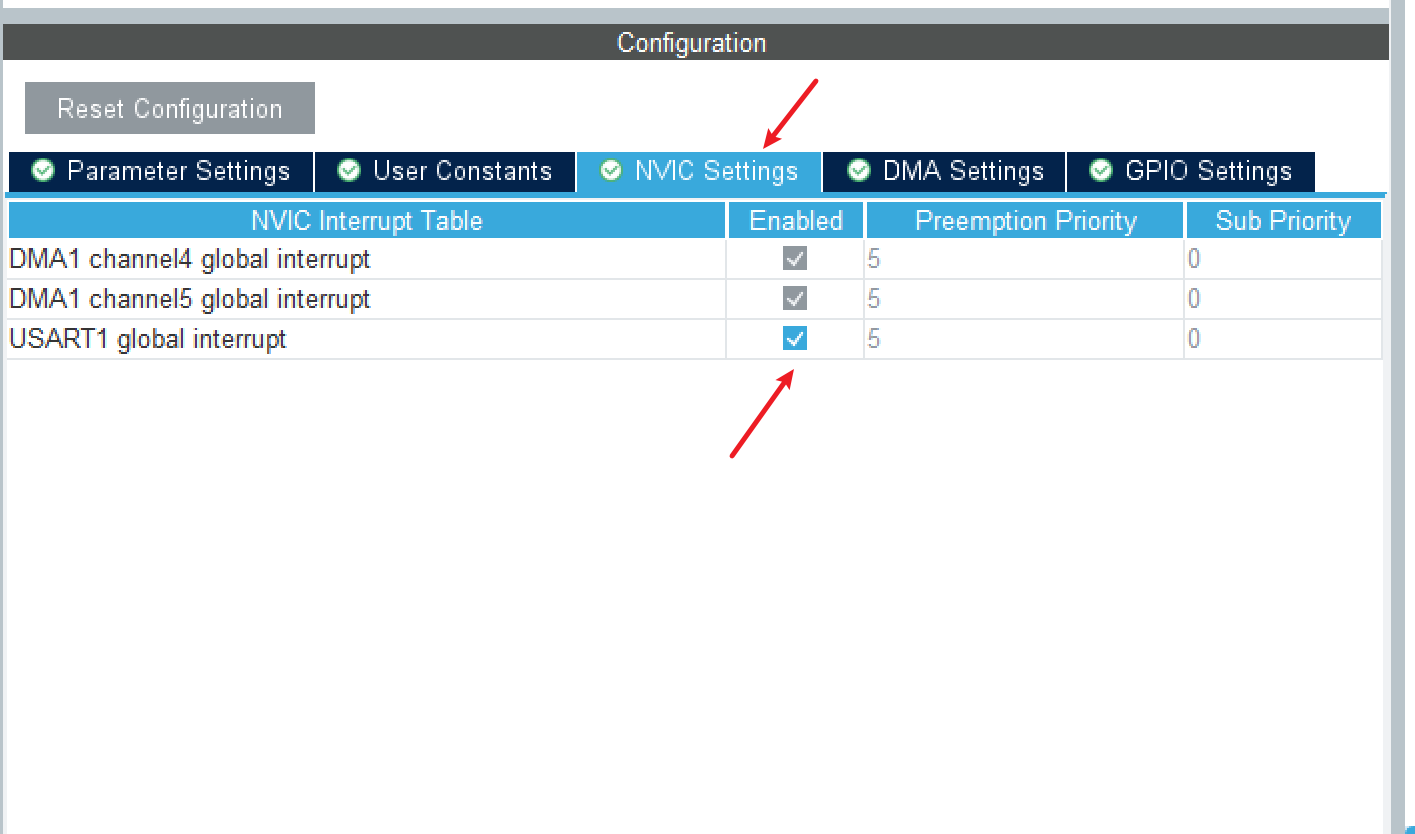 Configuration
Reset Configuration
Parameter Settings User Constants NVIC Settings DMA Settings GPIO Settings
NVIC Interrupt Table Enabled Preemption Priority Sub Priority
DMA1 channel4 global interrupt 5 0
DMA1 channel5 global interrupt 5 0
USART1 global interrupt 5 0